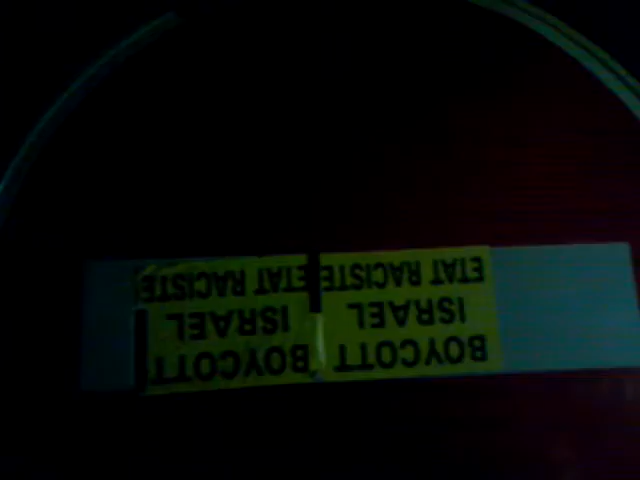 BOYCOTT
ISRAEL
ETAT RACISTE
BOYCOTT
ISRAEL
ETAT RACISTE